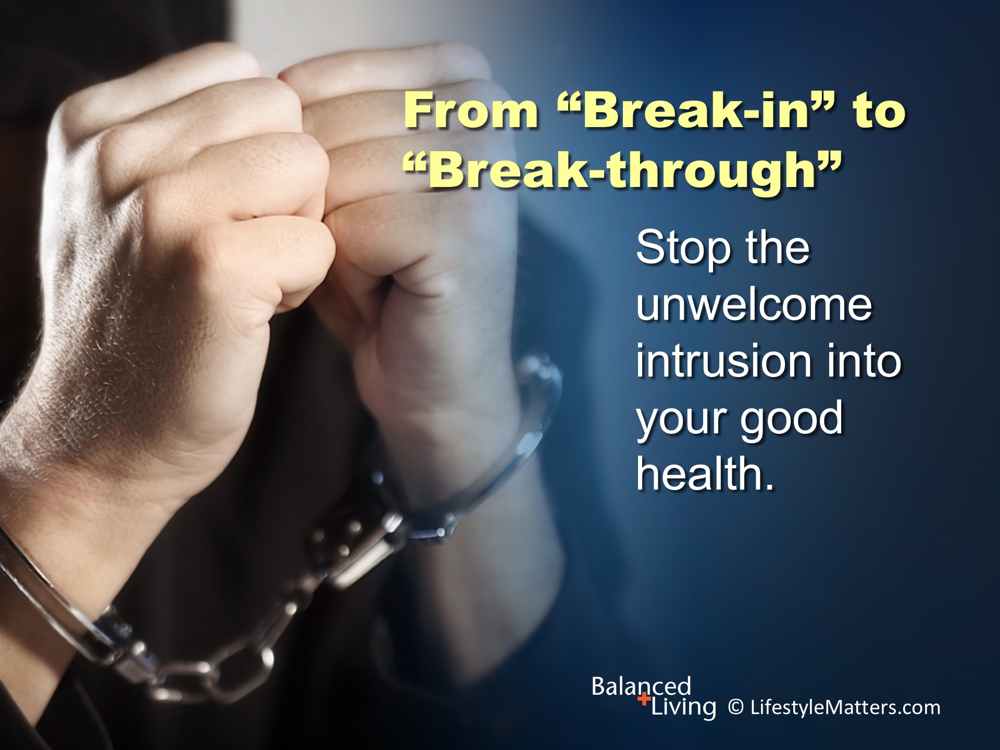 From “Break-in” to
“Break-through”
Stop the
unwelcome
intrusion into
your good
health.
Balanced
Living © LifestyleMatters.com